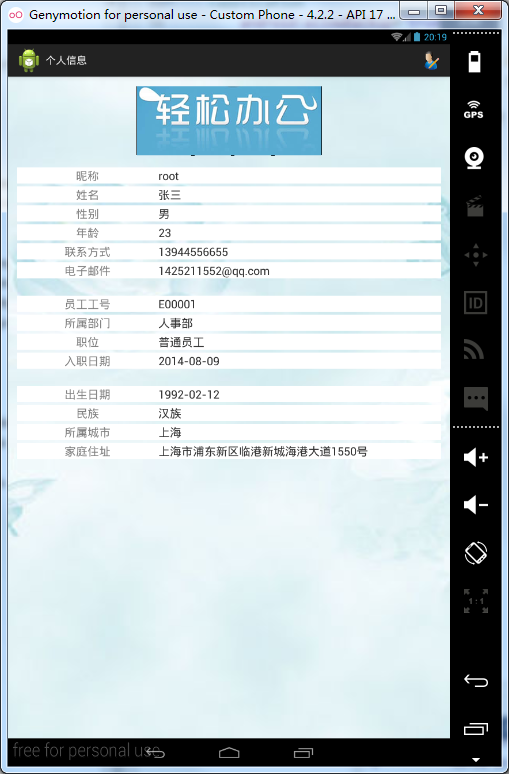 Genymotion for personal use - Custom Phone - 4.2.2 - API 17 ...
20:19
个人信息
轻松办公
GPS
昵称 root
姓名 张三
性别 男
年龄 23
联系方式 13944556655
电子邮件 1425211552@qq.com
员工工号 E00001
所属部门 人事部
职位 普通员工
入职日期 2014-08-09
出生日期 1992-02-12
民族 汉族
所属城市 上海
家庭住址 上海市浦东新区临港新城海港大道1550号
ID
1:1
free for personal use